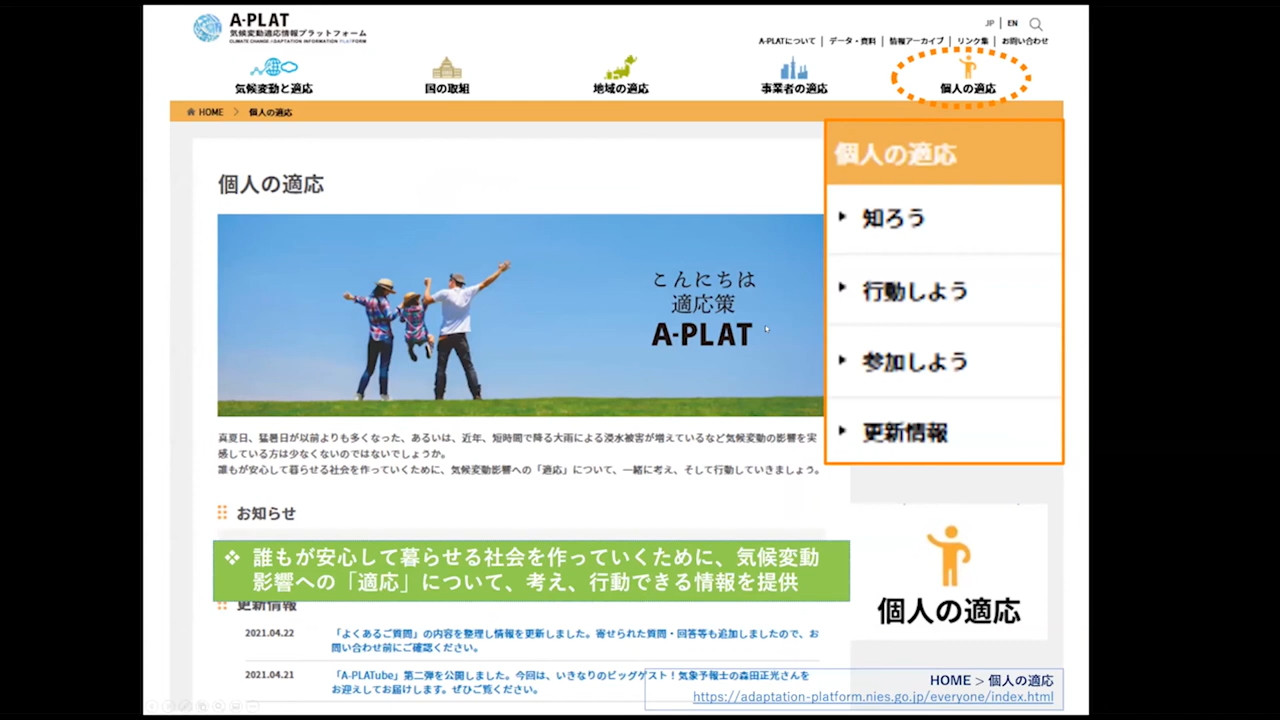 A-PLAT
気候変動適応情報プラットフォーム
CLIMATE CHANGE ADAPTATION INFORMATION PLATFORM
JP | EN
A-PLATについて | データ・資料 | 情報アーカイブ | リンク集 | お問い合わせ
気候変動と適応
国の取組
地域の適応
事業者の適応
個人の適応
HOME > 個人の適応
個人の適応
こんにちは
適応策
A-PLAT
真夏日、猛暑日が以前よりも多くなった、あるいは、近年、短時間で降る大雨による浸水被害が増えているなど気候変動の影響を実
感している方は少なくないのではないでしょうか。
誰もが安心して暮らせる社会を作っていくために、気候変動影響への「適応」について、一緒に考え、そして行動していきましょう。
個人の適応
知ろう
行動しよう
参加しよう
更新情報
お知らせ
❖ 誰もが安心して暮らせる社会を作っていくために、気候変動
影響への「適応」について、考え、行動できる情報を提供
更新情報
2021.04.22
「よくあるご質問」の内容を整理し情報を更新しました。寄せられた質問・回答等も追加しましたので、お
問い合わせ前にご確認ください。
2021.04.21
「A-PLATube」第二弾を公開しました。今回は、いきなりのビッグゲスト！気象予報士の森田正光さんを
お迎えしてお届けします。ぜひご覧ください。
個人の適応
HOME > 個人の適応
https://adaptation-platform.nies.go.jp/everyone/index.html